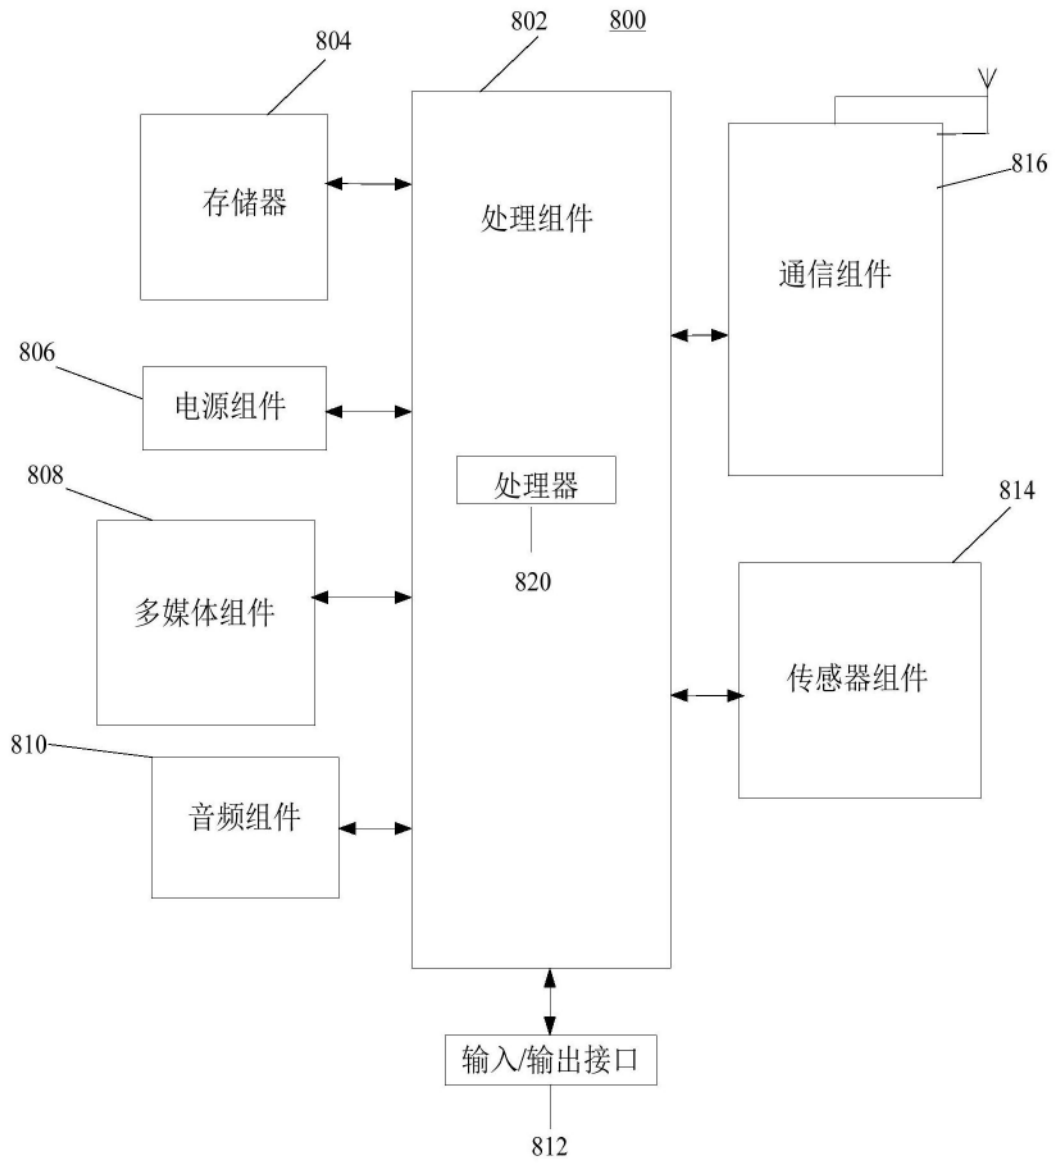 802
800
804
816
存储器
处理组件
通信组件
806
电源组件
808
处理器
814
820
多媒体组件
传感器组件
810
音频组件
输入/输出接口
812